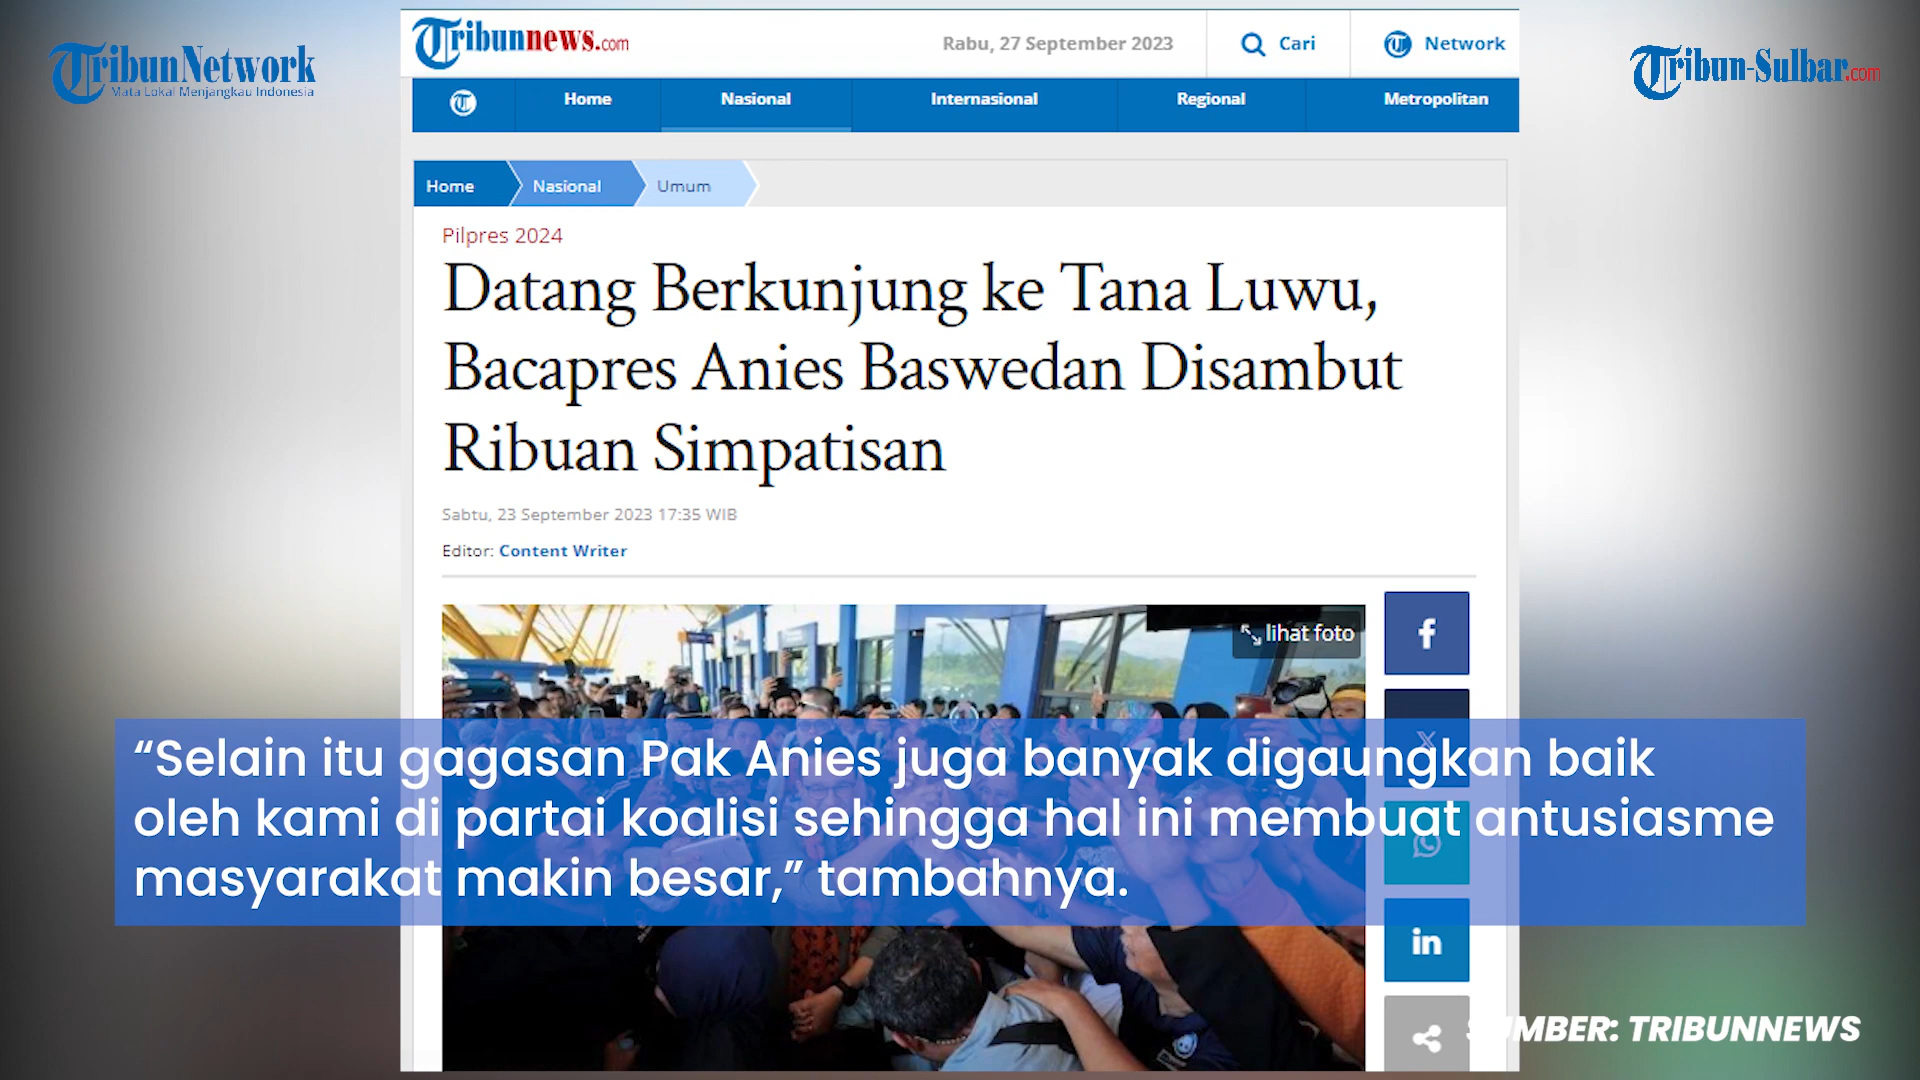 TribunNetwork
Mata Lokal Menjangkau Indonesia
Tribunnews.com
Rabu, 27 September 2023
Cari
Network
Tribun-Sulbar.com
Home
Nasional
Internasional
Regional
Metropolitan
Home
Nasional
Umum
Pilpres 2024
Datang Berkunjung ke Tana Luwu,
Bacapres Anies Baswedan Disambut
Ribuan Simpatisan
Sabtu, 23 September 2023 17:35 WIB
Editor: Content Writer
lihat foto
“Selain itu gagasan Pak Anies juga banyak digaungkan baik
oleh kami di partai koalisi sehingga hal ini membuat antusiasme
masyarakat makin besar,” tambahnya.
SUMBER: TRIBUNNEWS